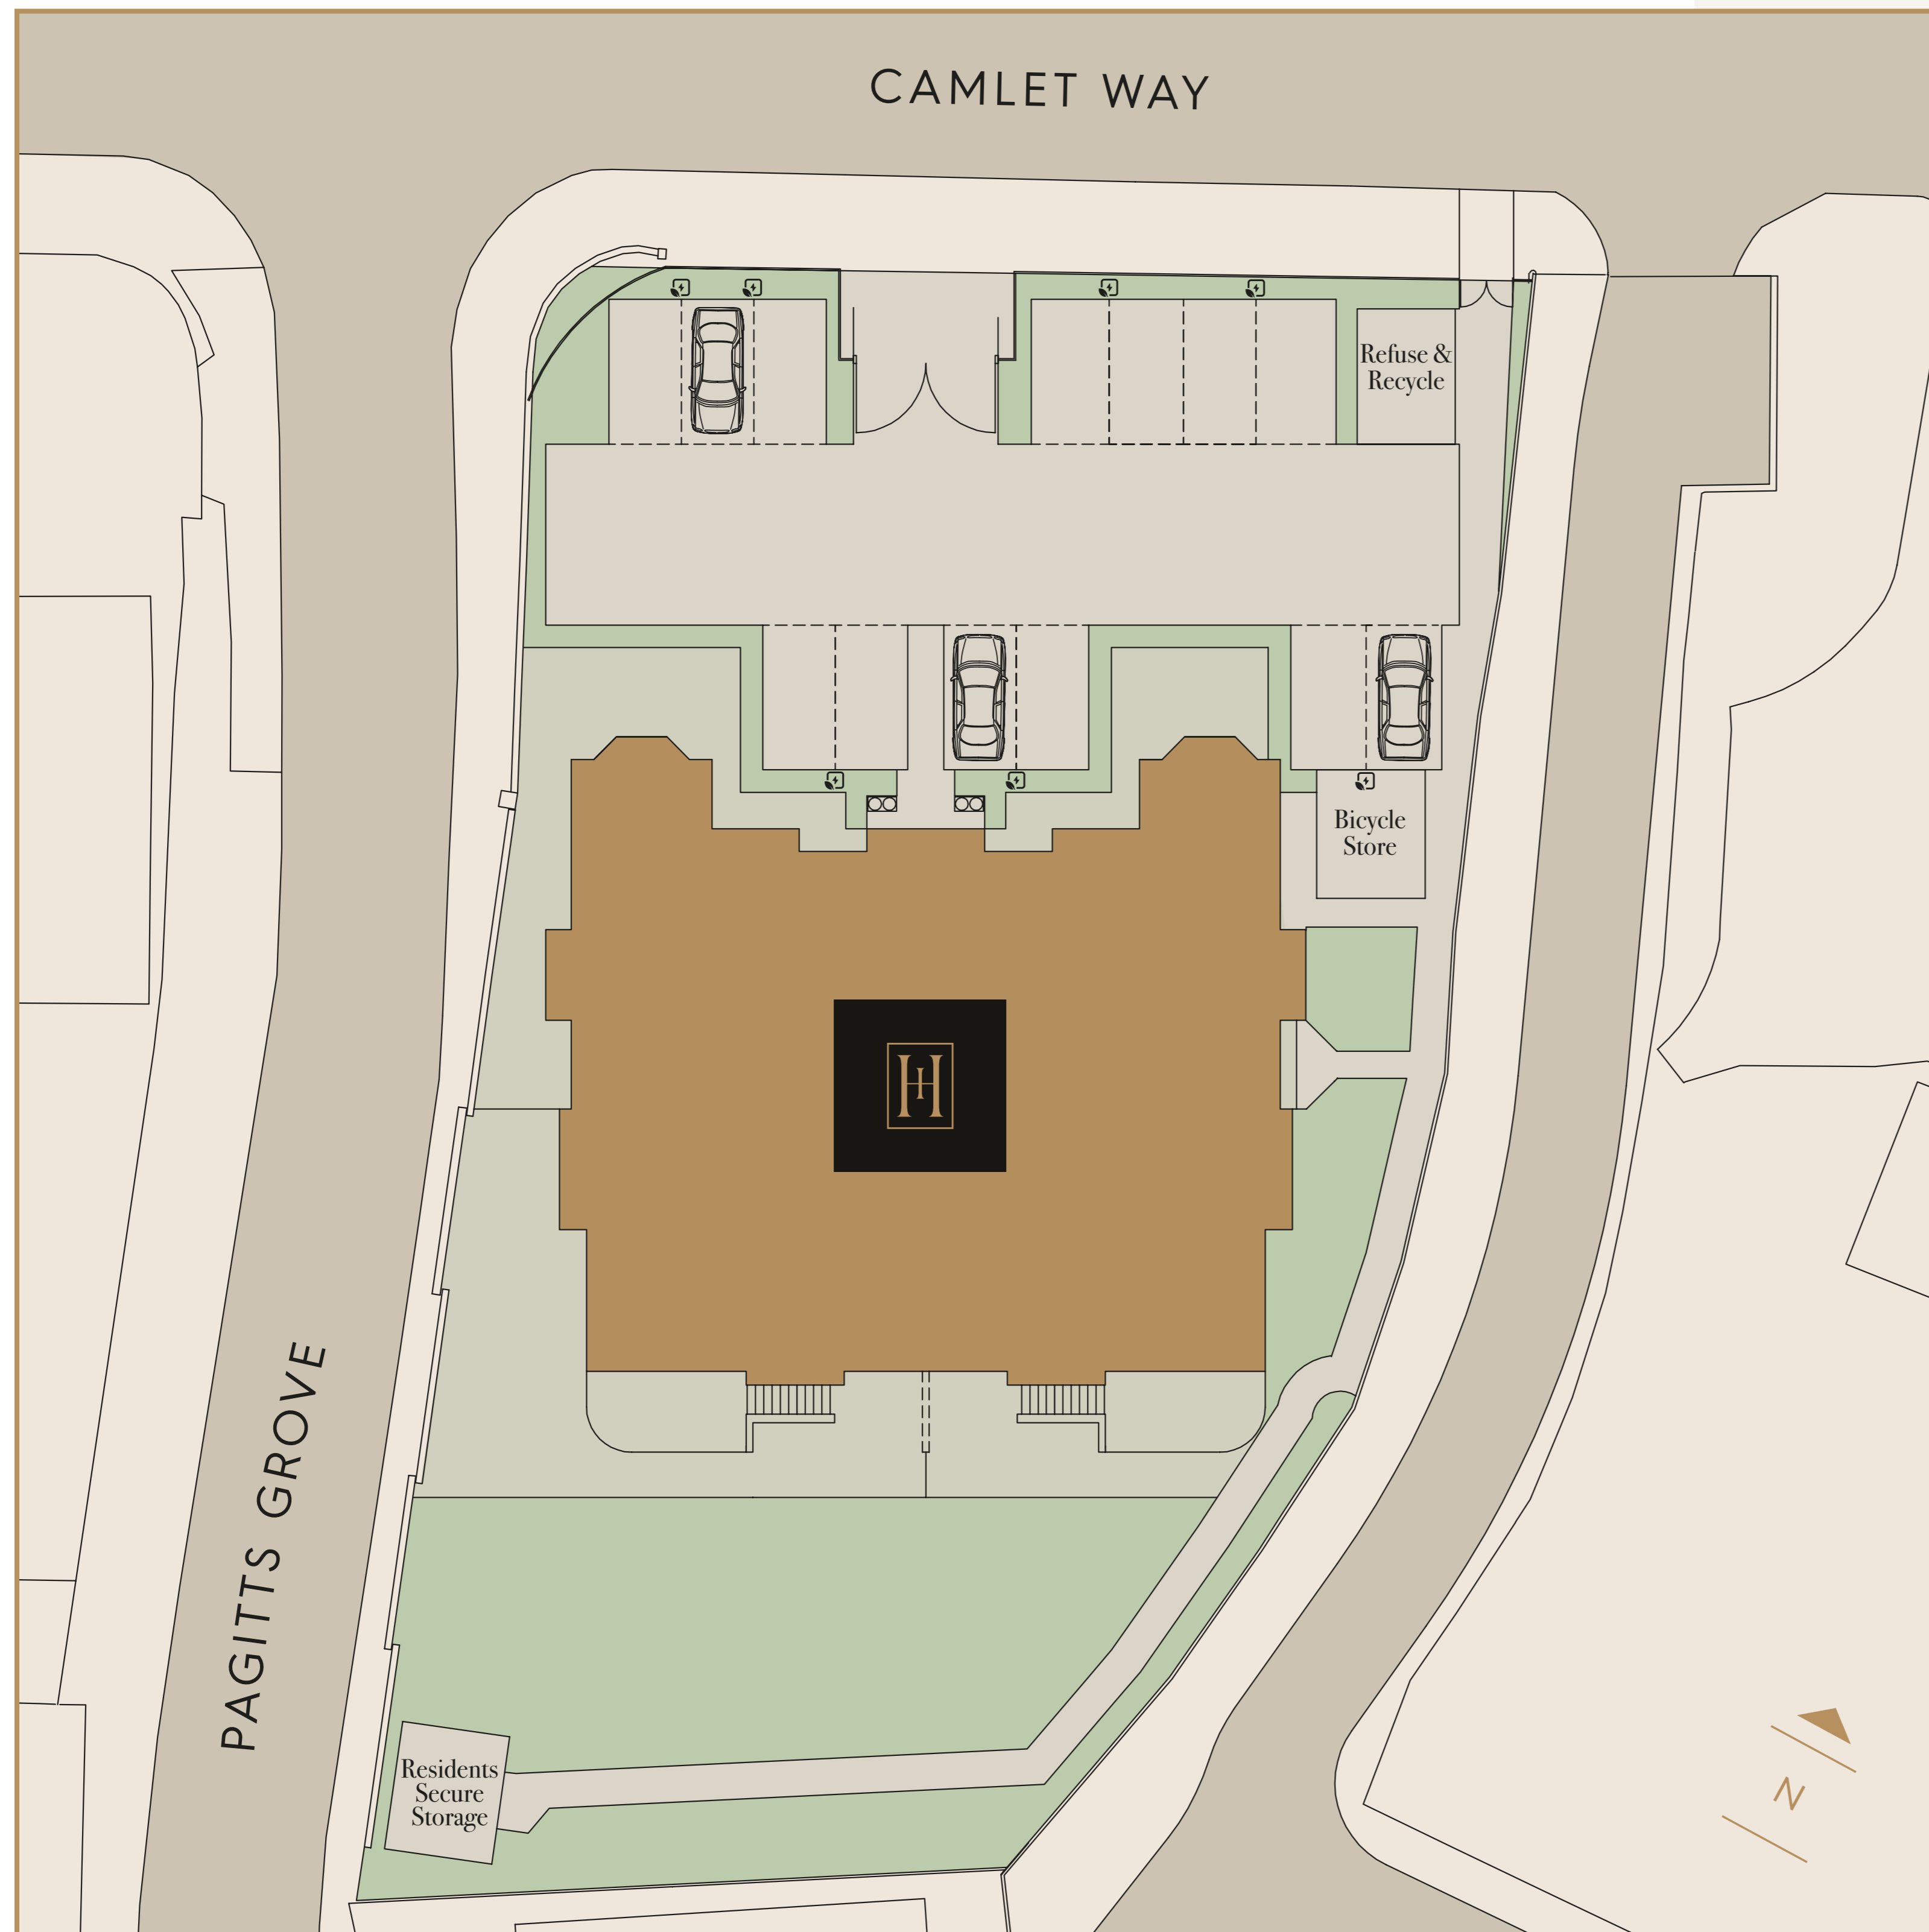 CAMLET WAY
Refuse &
Recycle
Bicycle
Store
H
PAGITTS GROVE
Residents
Secure
Storage
N